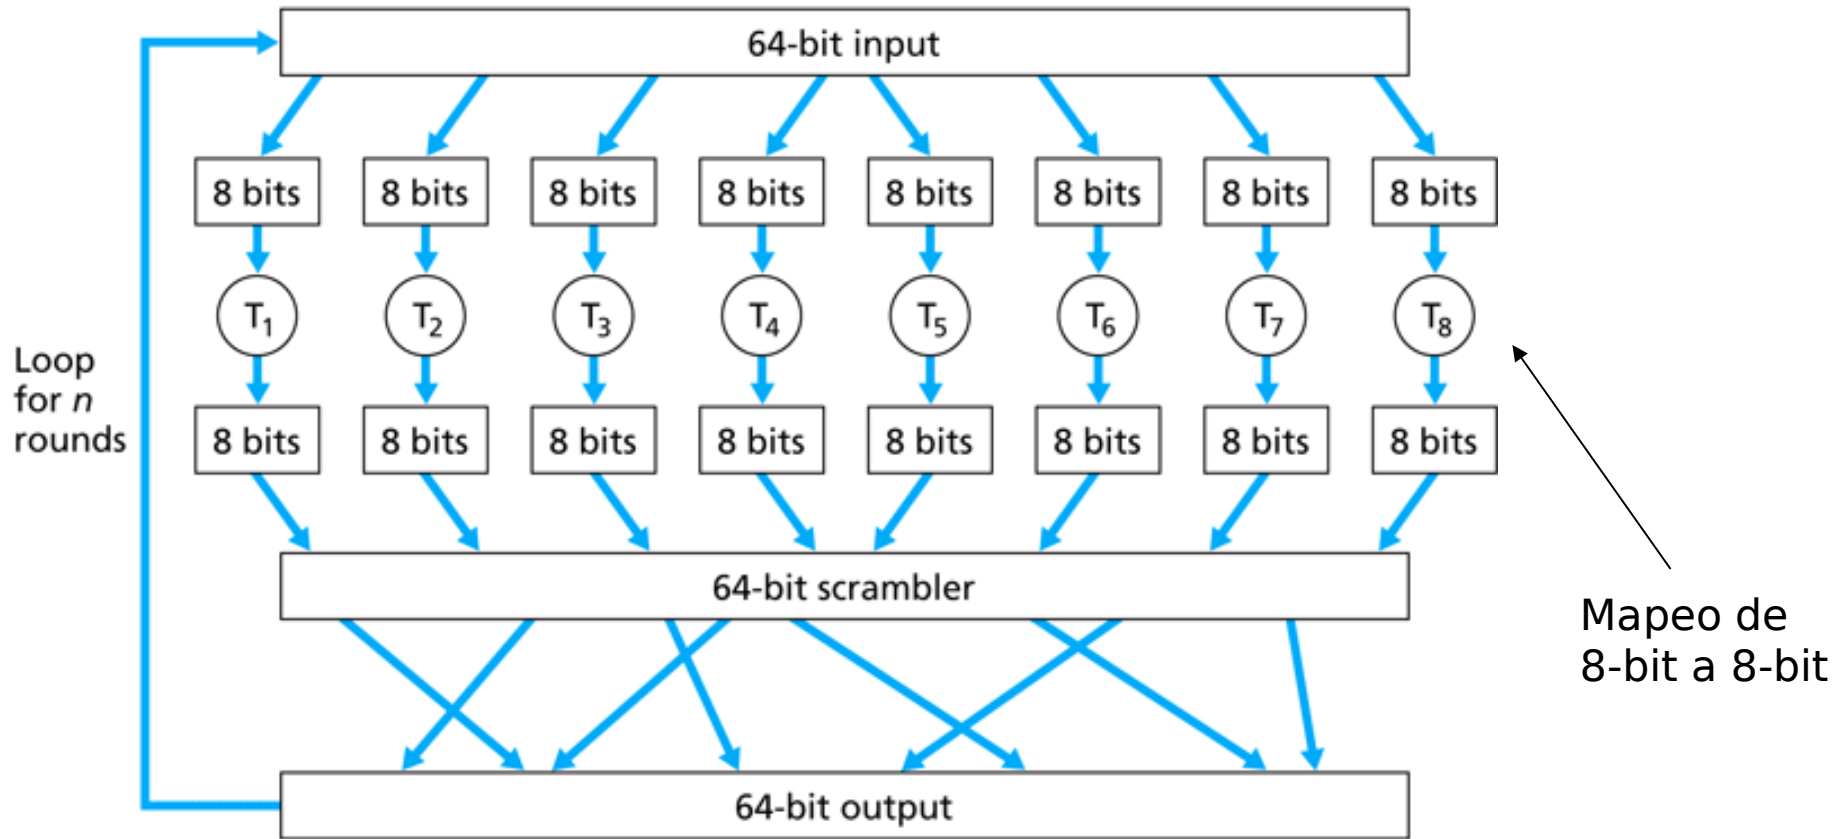 64-bit input
8 bits 8 bits 8 bits 8 bits 8 bits 8 bits 8 bits 8 bits
T1 T2 T3 T4 T5 T6 T7 T8
Loop
for n
rounds
8 bits 8 bits 8 bits 8 bits 8 bits 8 bits 8 bits 8 bits
64-bit scrambler
Mapeo de
8-bit a 8-bit
64-bit output